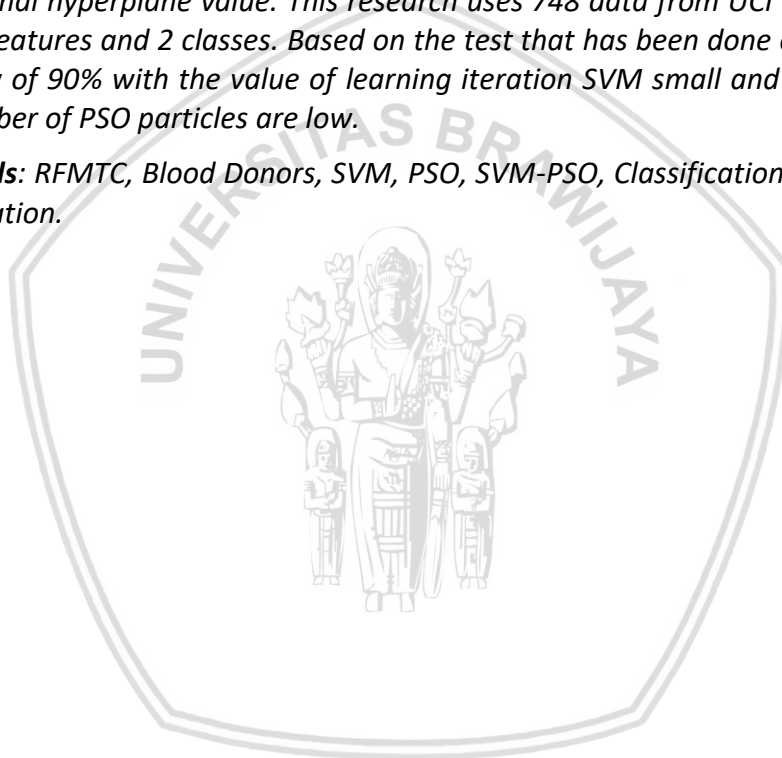 nal hyperplane value. This research uses 748 data from UCI
eatures and 2 classes. Based on the test that has been done
of 90% with the value of learning iteration SVM small and
ber of PSO particles are low.
ds: RFMTC, Blood Donors, SVM, PSO, SVM-PSO, Classification
ation.
UNIVERSITAS BRAWIJAYA